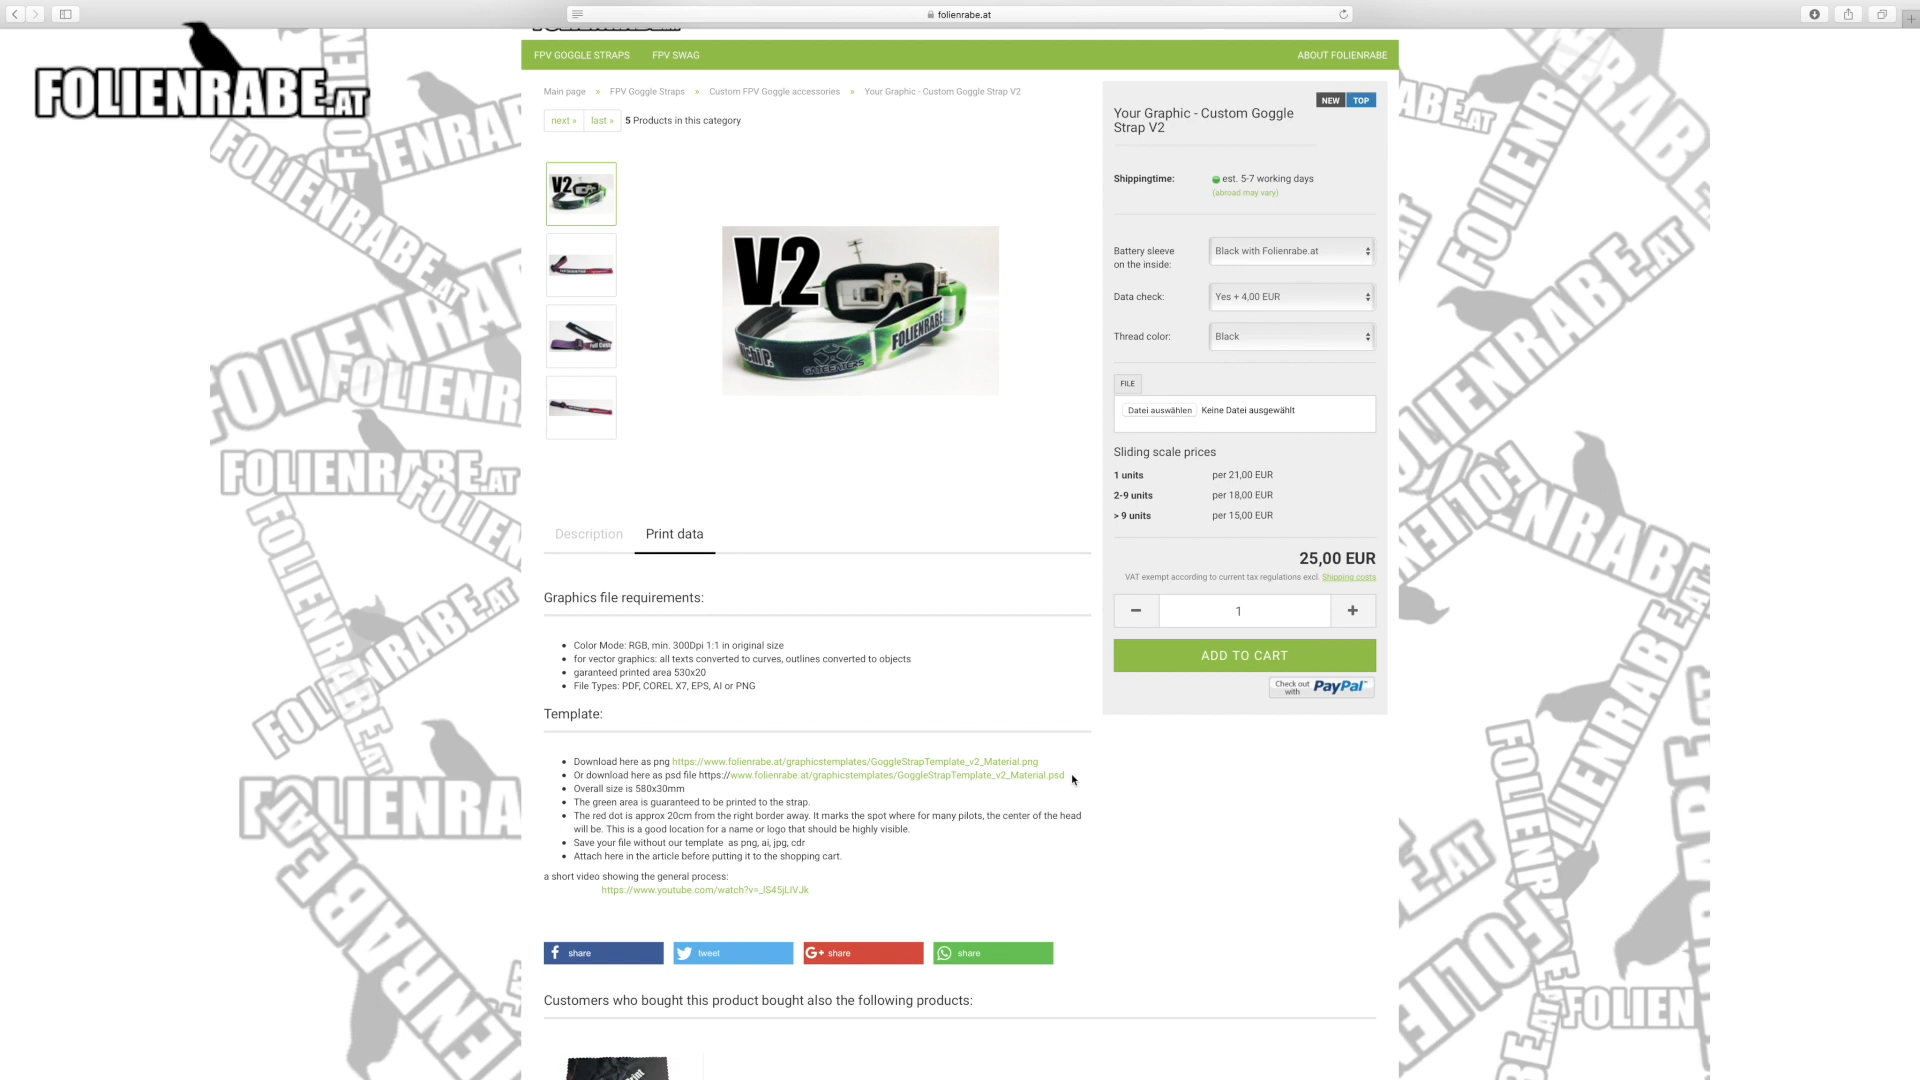 folienrabe.at
FOLIENRABE.AT
FPV GOGGLE STRAPS
FPV SWAG
ABOUT FOLIENRABE
Main page » FPV Goggle Straps » Custom FPV Goggle accessories » Your Graphic - Custom Goggle Strap V2
next » last » 5 Products in this category
V2
V2
FOLIENRABE
GATEEATERS
NEW TOP
Your Graphic - Custom Goggle
Strap V2
Shippingtime: est. 5-7 working days
(abroad may vary)
Battery sleeve
on the inside: Black with Folienrabe.at
Data check: Yes + 4,00 EUR
Thread color: Black
FILE
Datei auswählen Keine Datei ausgewählt
Sliding scale prices
1 units per 21,00 EUR
2-9 units per 18,00 EUR
> 9 units per 15,00 EUR
25,00 EUR
VAT exempt according to current tax regulations excl. Shipping costs
− 1 +
ADD TO CART
Check out
with PayPal™
Description Print data
Graphics file requirements:
• Color Mode: RGB, min. 300Dpi 1:1 in original size
• for vector graphics: all texts converted to curves, outlines converted to objects
• garanteed printed area 530x20
• File Types: PDF, COREL X7, EPS, AI or PNG
Template:
• Download here as png https://www.folienrabe.at/graphicstemplates/GoggleStrapTemplate_v2_Material.png
• Or download here as psd file https://www.folienrabe.at/graphicstemplates/GoggleStrapTemplate_v2_Material.psd
• Overall size is 580x30mm
• The green area is guaranteed to be printed to the strap.
• The red dot is approx 20cm from the right border away. It marks the spot where for many pilots, the center of the head
will be. This is a good location for a name or logo that should be highly visible.
• Save your file without our template as png, ai, jpg, cdr
• Attach here in the article before putting it to the shopping cart.
a short video showing the general process:
https://www.youtube.com/watch?v=_IS45jLIVJk
share
tweet
share
share
Customers who bought this product bought also the following products: